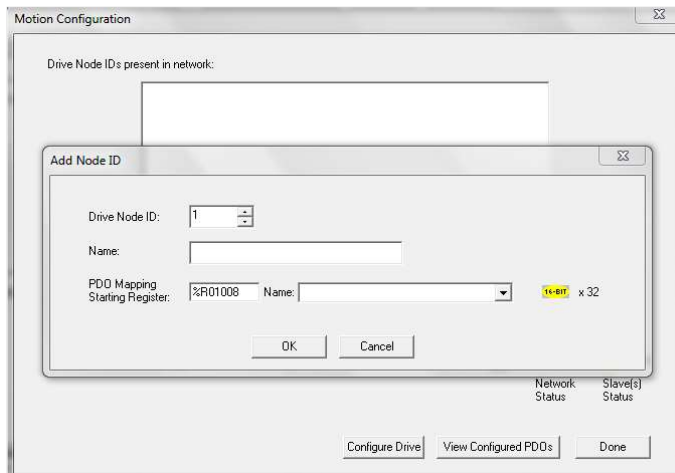 Motion Configuration
Drive Node IDs present in network:
Add Node ID
Drive Node ID: 1
Name:
PDO Mapping
Starting Register: %R01008 Name: 16-BIT x 32
OK Cancel
Network Slave(s)
Status Status
Configure Drive View Configured PDOs Done